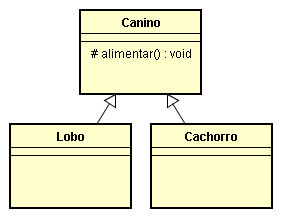 Canino
# alimentar() : void
Lobo
Cachorro